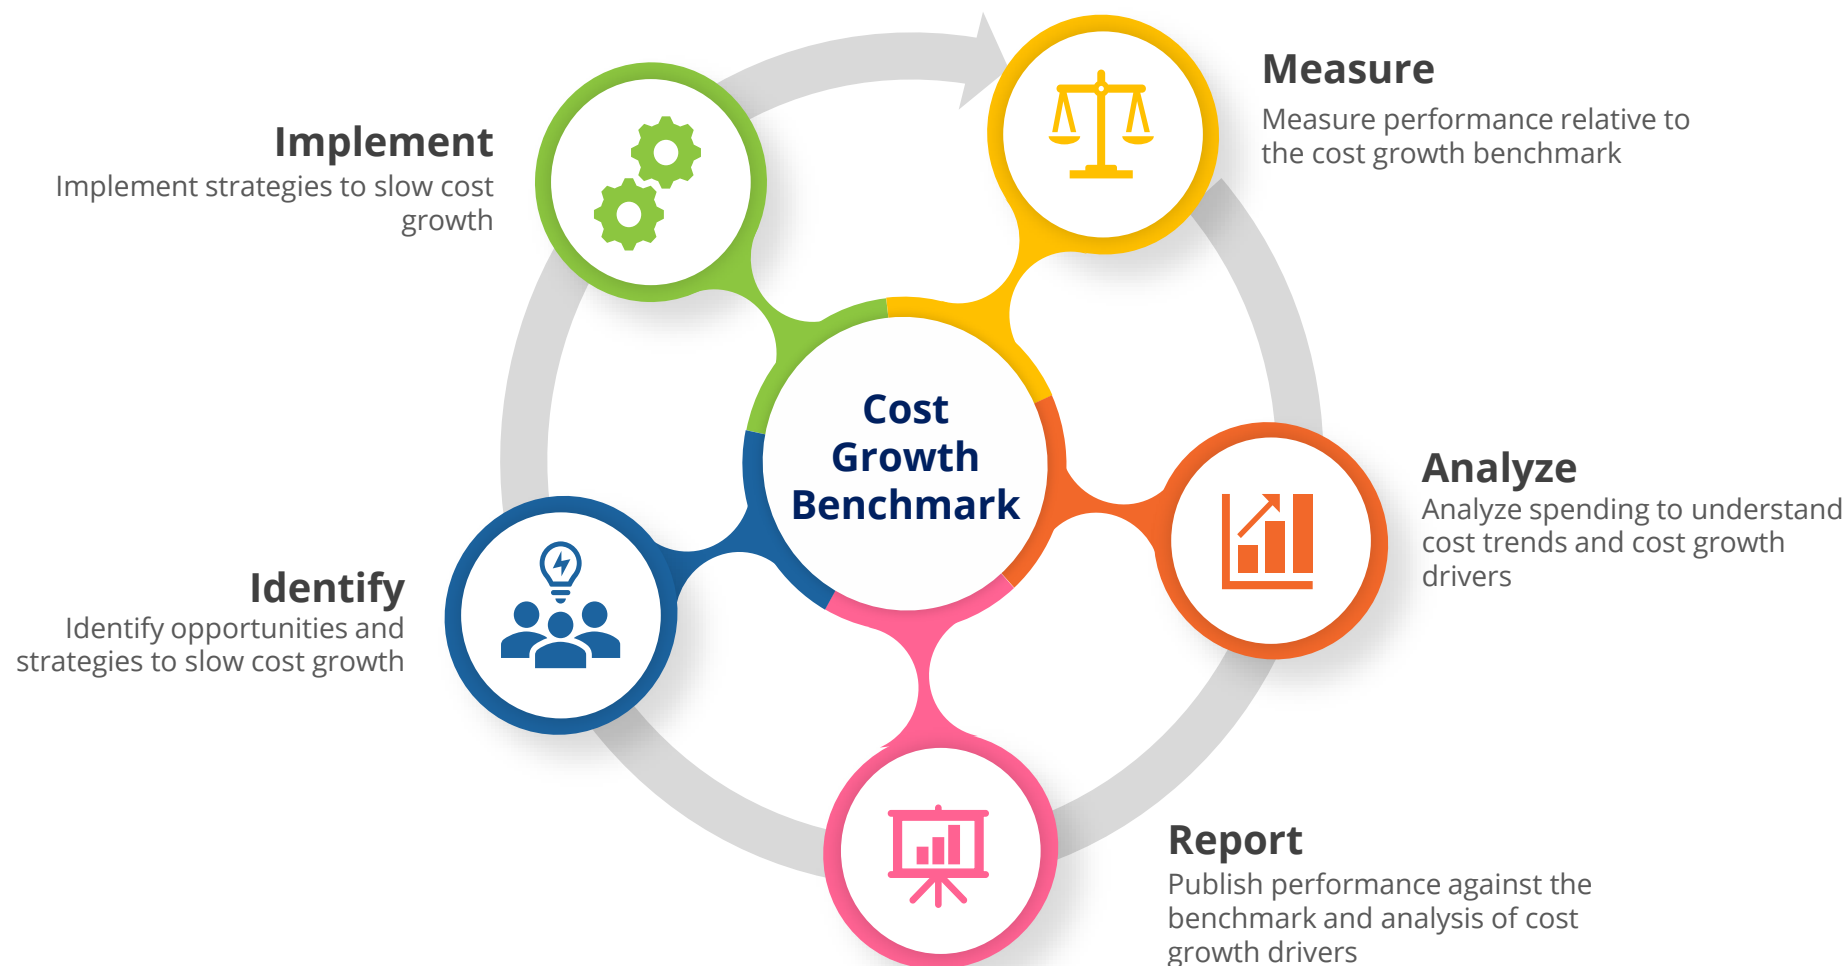 Measure
Measure performance relative to
the cost growth benchmark
Implement
Implement strategies to slow cost
growth
Cost
Growth
Benchmark
Analyze
Analyze spending to understand
cost trends and cost growth
drivers
Identify
Identify opportunities and
strategies to slow cost growth
Report
Publish performance against the
benchmark and analysis of cost
growth drivers